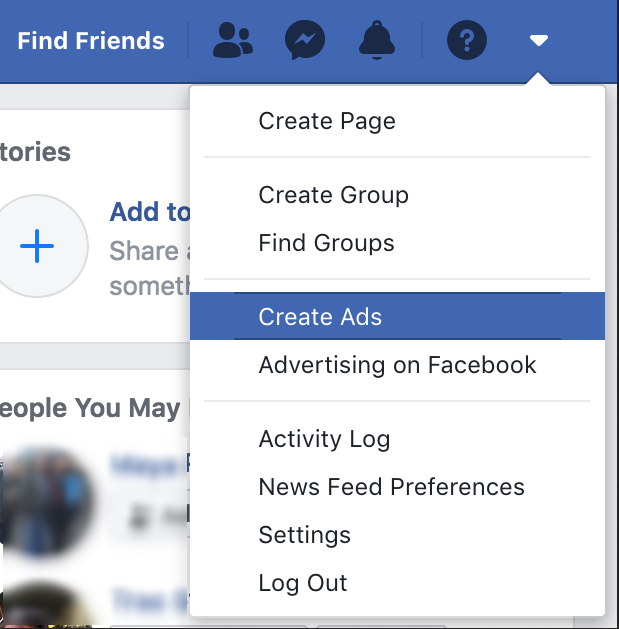 Find Friends
Create Page
tories
Create Group
Add to
Find Groups
Share
someth
Create Ads
Advertising on Facebook
eople You May
Activity Log
News Feed Preferences
Settings
Log Out